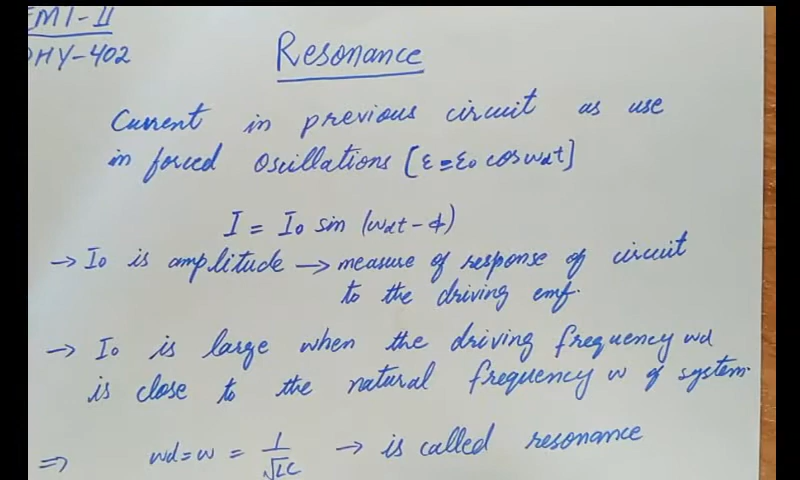 EMI-II
PHY-402
Resonance
Current in previous circuit as use
in forced oscillations [ε = ε₀ cos ωdt]
I = I₀ sin (ωdt - ϕ)
→ I₀ is amplitude → measure of response of circuit
to the driving emf.
→ I₀ is large when the driving frequency ωd
is close to the natural frequency ω of system.
⇒ ωd = ω = 1/√LC → is called resonance